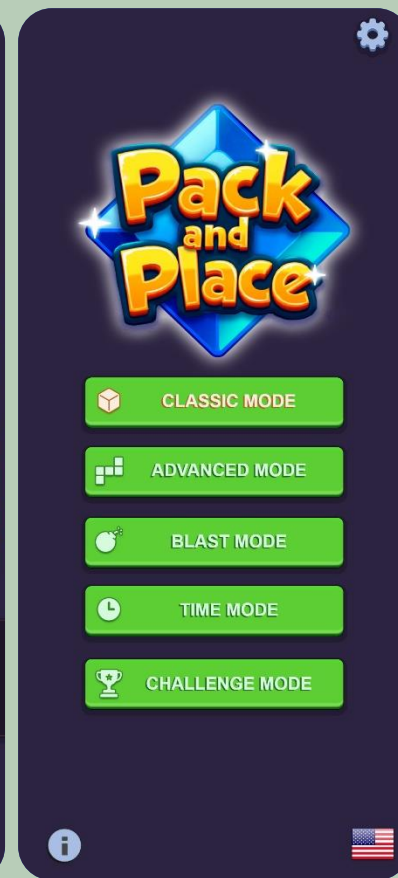 Pack
and
Place
CLASSIC MODE
ADVANCED MODE
BLAST MODE
TIME MODE
CHALLENGE MODE